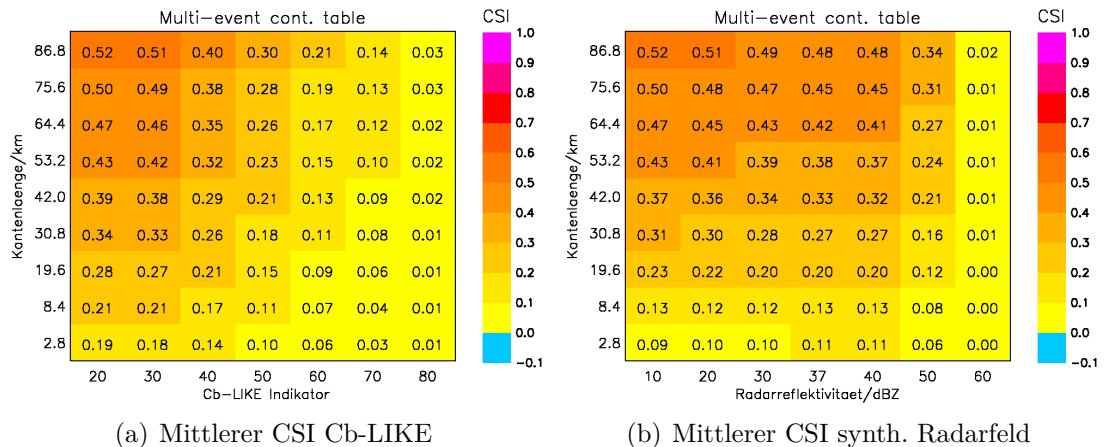 Multi-event cont. table
CSI
Kantenlaenge/km
86.8 0.52 0.51 0.40 0.30 0.21 0.14 0.03
75.6 0.50 0.49 0.38 0.28 0.19 0.13 0.03
64.4 0.47 0.46 0.35 0.26 0.17 0.12 0.02
53.2 0.43 0.42 0.32 0.23 0.15 0.10 0.02
42.0 0.39 0.38 0.29 0.21 0.13 0.09 0.02
30.8 0.34 0.33 0.26 0.18 0.11 0.08 0.01
19.6 0.28 0.27 0.21 0.15 0.09 0.06 0.01
8.4 0.21 0.21 0.17 0.11 0.07 0.04 0.01
2.8 0.19 0.18 0.14 0.10 0.06 0.03 0.01
20 30 40 50 60 70 80
Cb-LIKE Indikator
1.0
0.9
0.8
0.7
0.6
0.5
0.4
0.3
0.2
0.1
0.0
-0.1
(a) Mittlerer CSI Cb-LIKE
Multi-event cont. table
CSI
Kantenlaenge/km
86.8 0.52 0.51 0.49 0.48 0.48 0.34 0.02
75.6 0.50 0.48 0.47 0.45 0.45 0.31 0.01
64.4 0.47 0.45 0.43 0.42 0.41 0.27 0.01
53.2 0.43 0.41 0.39 0.38 0.37 0.24 0.01
42.0 0.37 0.36 0.34 0.33 0.32 0.21 0.01
30.8 0.31 0.30 0.28 0.27 0.27 0.16 0.01
19.6 0.23 0.22 0.20 0.20 0.20 0.12 0.00
8.4 0.13 0.12 0.12 0.13 0.13 0.08 0.00
2.8 0.09 0.10 0.10 0.11 0.11 0.06 0.00
10 20 30 37 40 50 60
Radarreflektivitaet/dBZ
1.0
0.9
0.8
0.7
0.6
0.5
0.4
0.3
0.2
0.1
0.0
-0.1
(b) Mittlerer CSI synth. Radarfeld